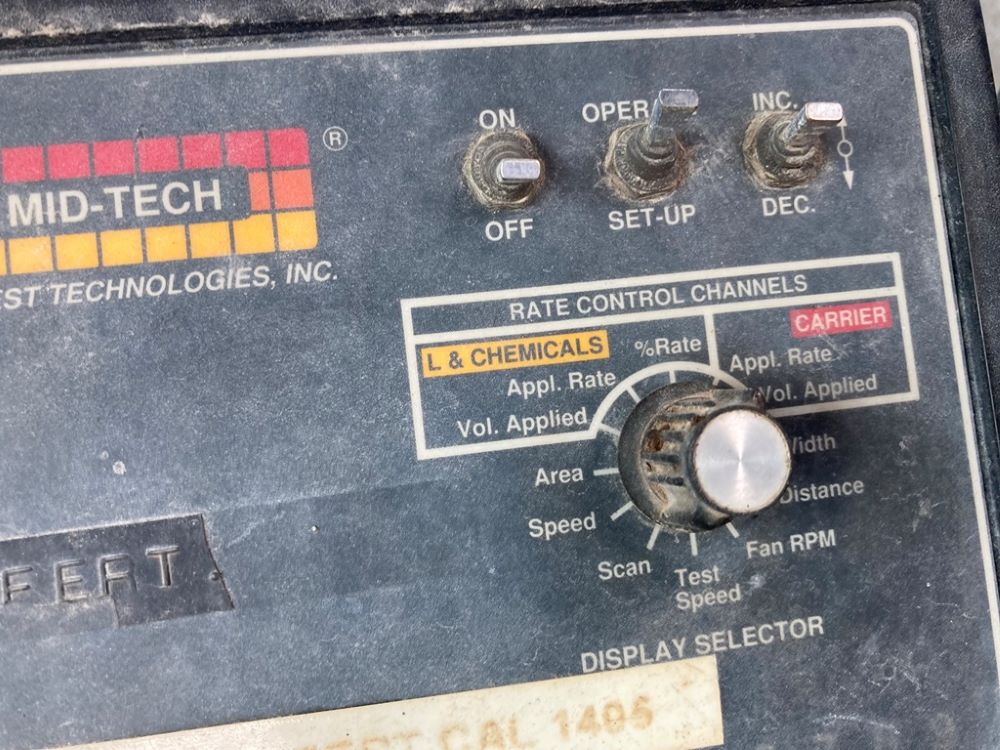 ON
OFF
OPER
SET-UP
INC.
DEC.
®
MID-TECH
EST TECHNOLOGIES, INC.
RATE CONTROL CHANNELS
L & CHEMICALS
%Rate
Appl. Rate
Vol. Applied
CARRIER
Appl. Rate
Vol. Applied
Area
Speed
Scan
Test
Speed
Fan RPM
Distance
Width
DISPLAY SELECTOR
FERT
CAL 1495